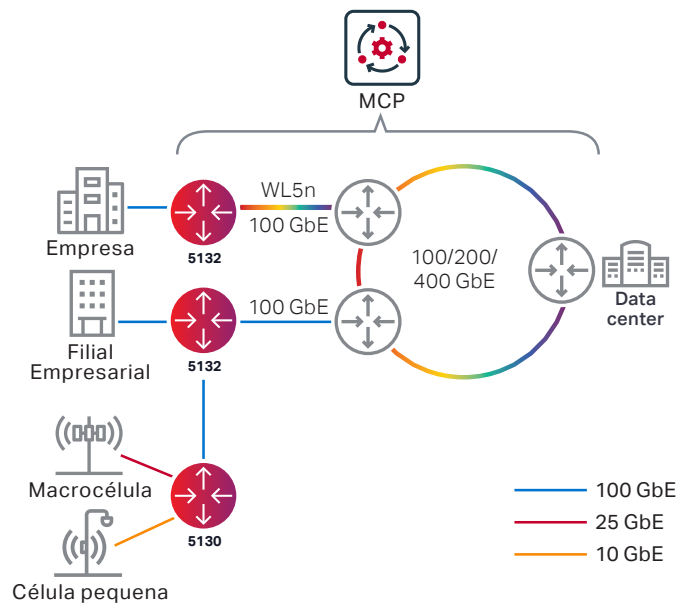 MCP
WL5n
100 GbE
Empresa
5132
100/200/
400 GbE
Data
center
100 GbE
Filial
Empresarial
5132
Macrocélula
5130
Célula pequena
100 GbE
25 GbE
10 GbE